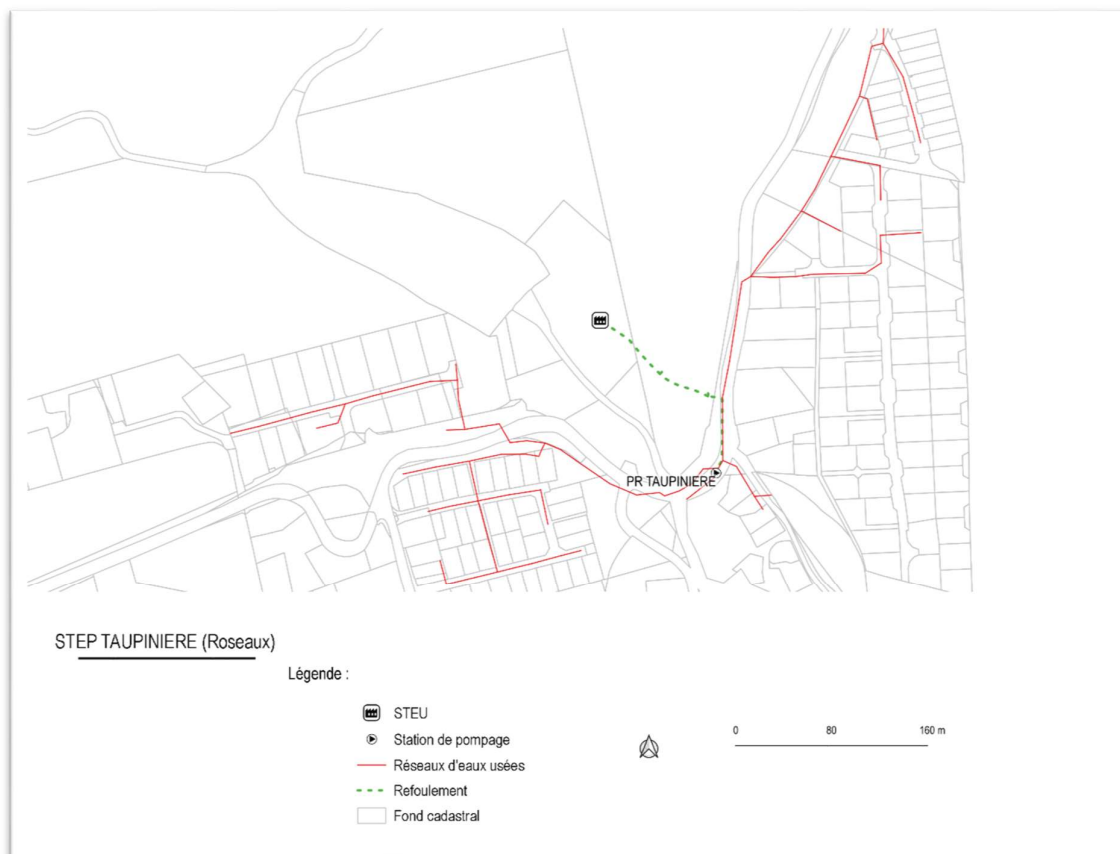 PR TAUPINIERE
STEP TAUPINIERE (Roseaux)
Légende :
STEU
Station de pompage
Réseaux d'eaux usées
Refoulement
Fond cadastral
0 80 160 m